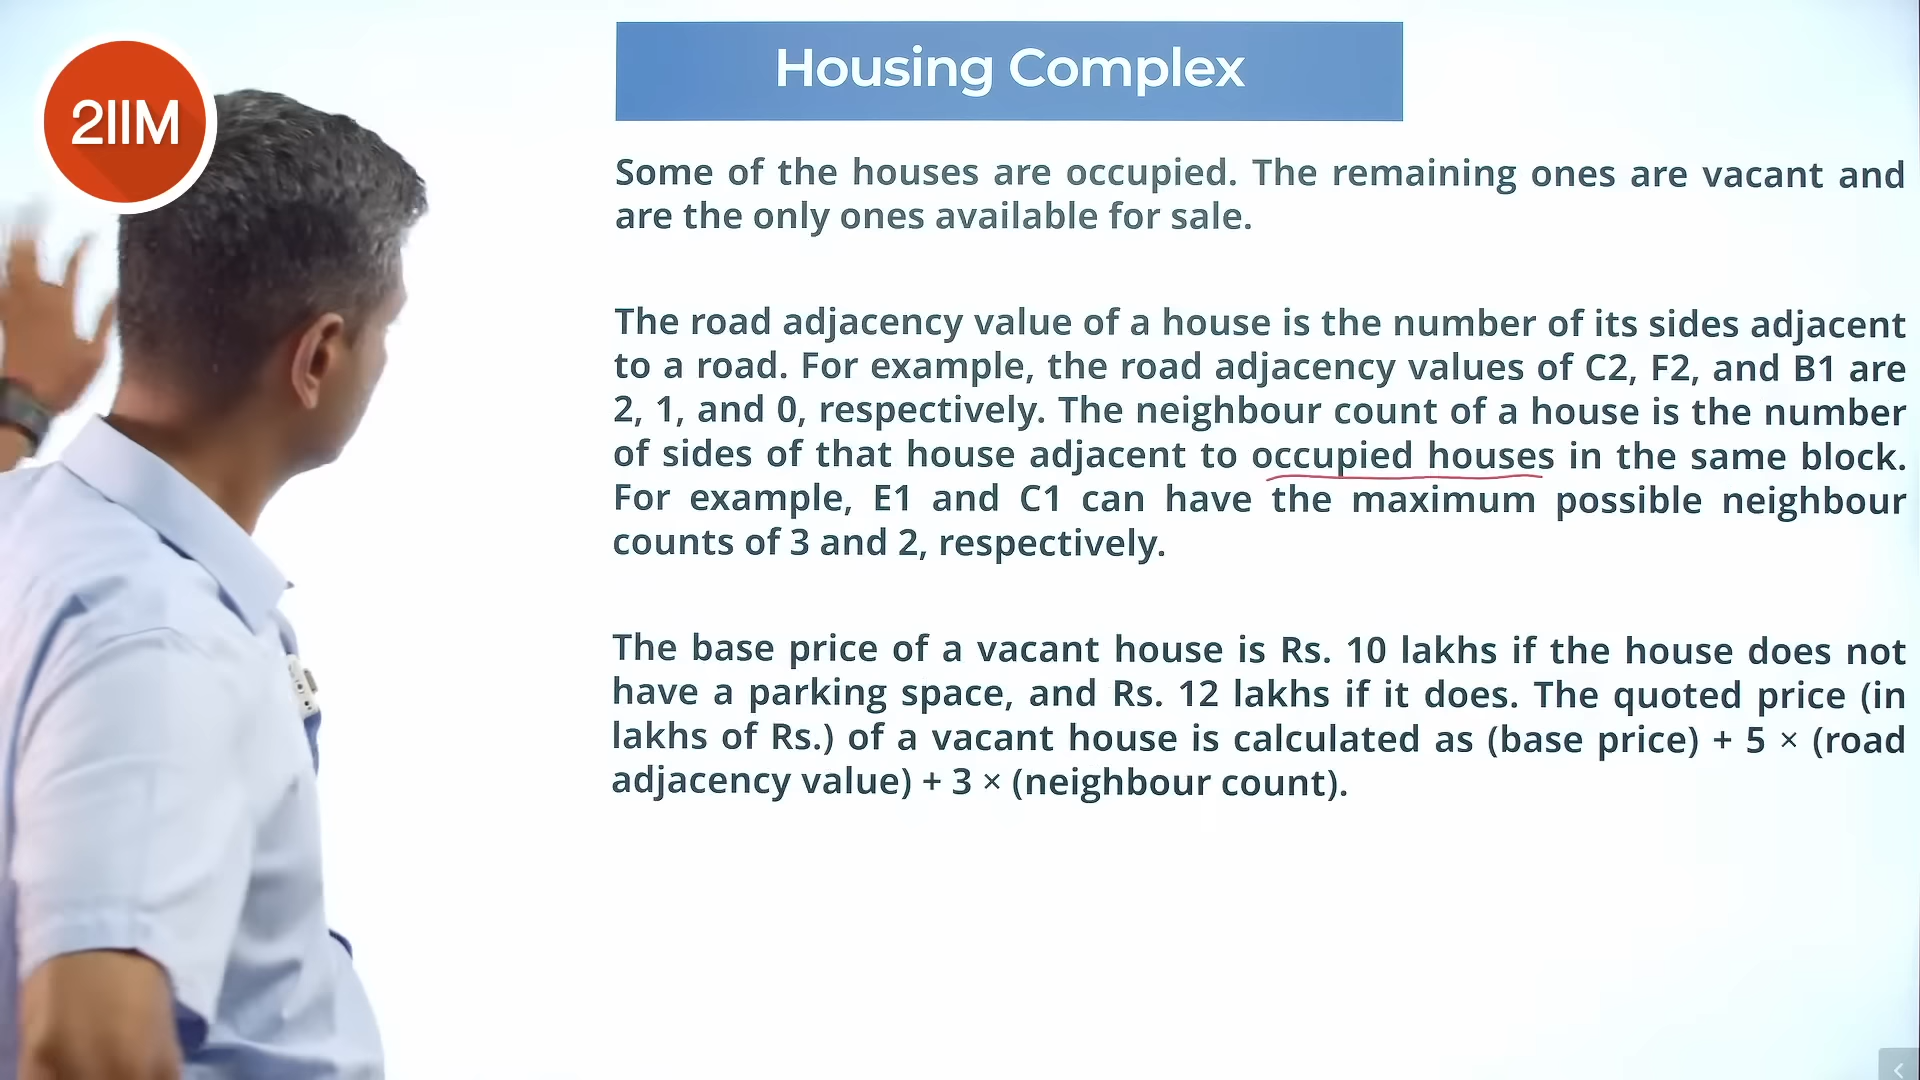 2IIM
Housing Complex
Some of the houses are occupied. The remaining ones are vacant and
are the only ones available for sale.
The road adjacency value of a house is the number of its sides adjacent
to a road. For example, the road adjacency values of C2, F2, and B1 are
2, 1, and 0, respectively. The neighbour count of a house is the number
of sides of that house adjacent to occupied houses in the same block.
For example, E1 and C1 can have the maximum possible neighbour
counts of 3 and 2, respectively.
The base price of a vacant house is Rs. 10 lakhs if the house does not
have a parking space, and Rs. 12 lakhs if it does. The quoted price (in
lakhs of Rs.) of a vacant house is calculated as (base price) + 5 × (road
adjacency value) + 3 × (neighbour count).